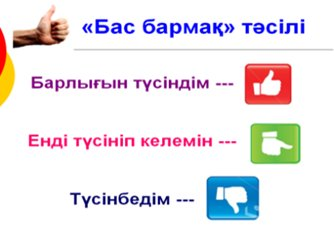 «Бас бармақ» тәсілі
Барлығын түсіндім ---
Енді түсініп келемін ---
Түсінбедім ---